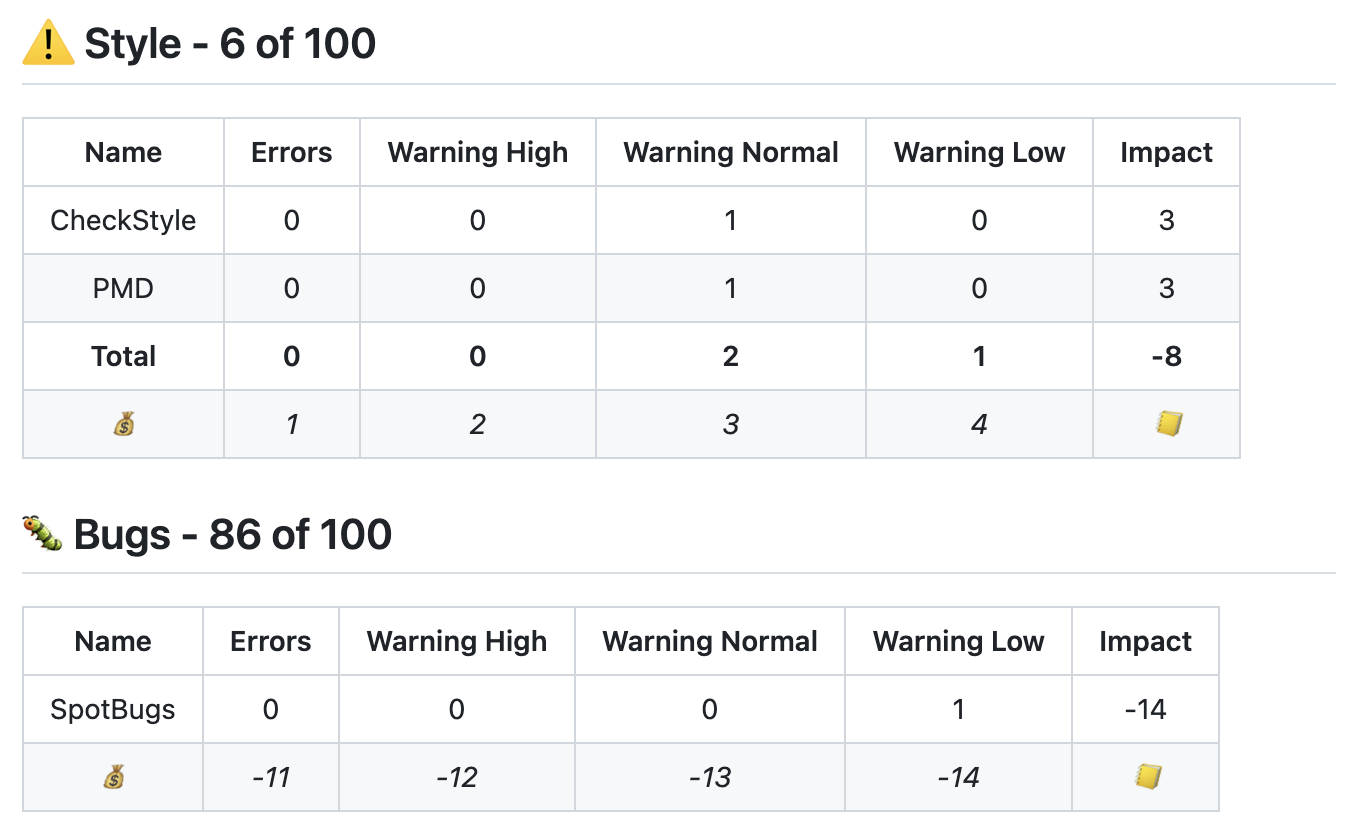 ⚠️ Style - 6 of 100
Name Errors Warning High Warning Normal Warning Low Impact
CheckStyle 0 0 1 0 3
PMD 0 0 1 0 3
Total 0 0 2 1 -8
💰 1 2 3 4 📒
🐛 Bugs - 86 of 100
Name Errors Warning High Warning Normal Warning Low Impact
SpotBugs 0 0 0 1 -14
💰 -11 -12 -13 -14 📒